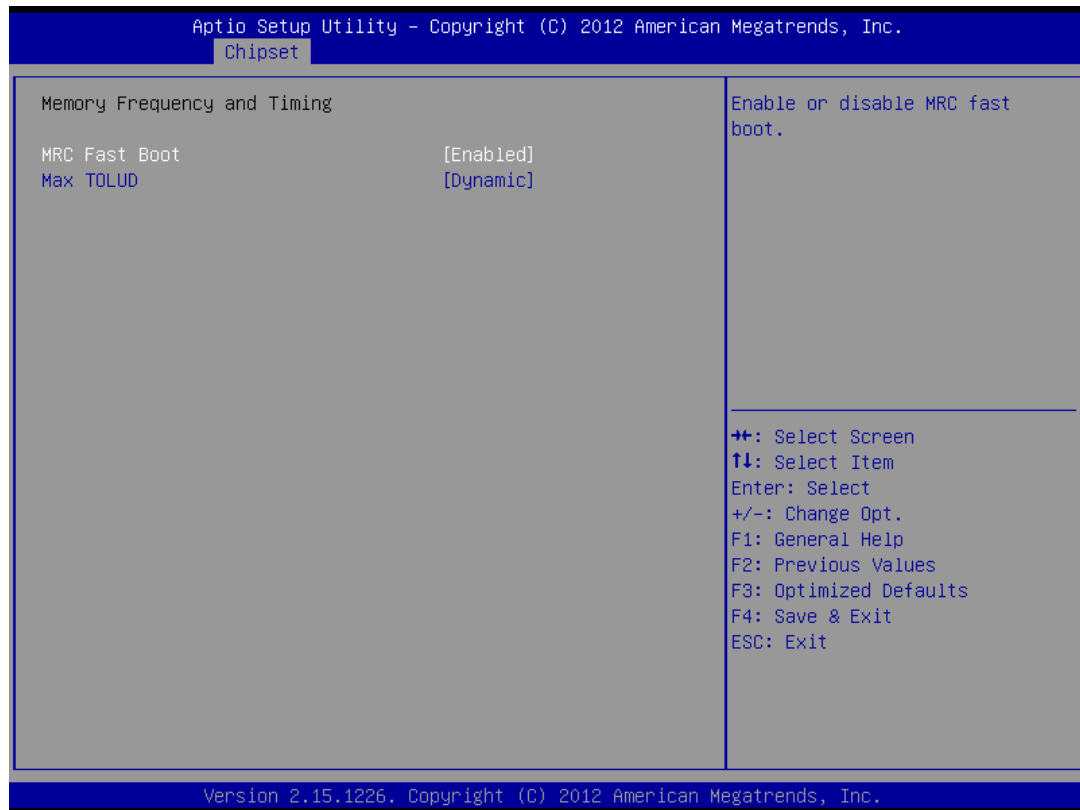 Aptio Setup Utility – Copyright (C) 2012 American Megatrends, Inc.
Chipset
Memory Frequency and Timing
MRC Fast Boot [Enabled]
Max TOLUD [Dynamic]
Enable or disable MRC fast
boot.
→←: Select Screen
↑↓: Select Item
Enter: Select
+/-: Change Opt.
F1: General Help
F2: Previous Values
F3: Optimized Defaults
F4: Save & Exit
ESC: Exit
Version 2.15.1226. Copyright (C) 2012 American Megatrends, Inc.